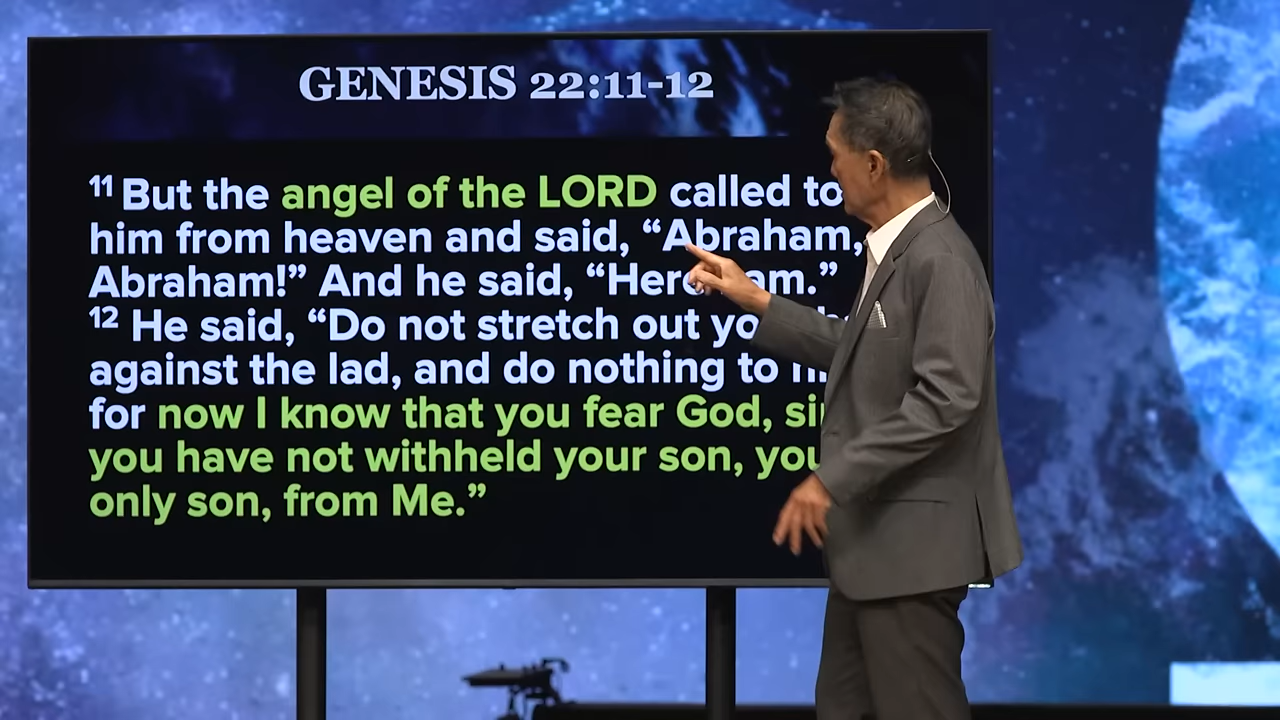 GENESIS 22:11-12
11 But the angel of the LORD called to
him from heaven and said, “Abraham,
Abraham!” And he said, “Here am.”
12 He said, “Do not stretch out
against the lad, and do nothing to
for now I know that you fear God,
you have not withheld your son,
only son, from Me.”